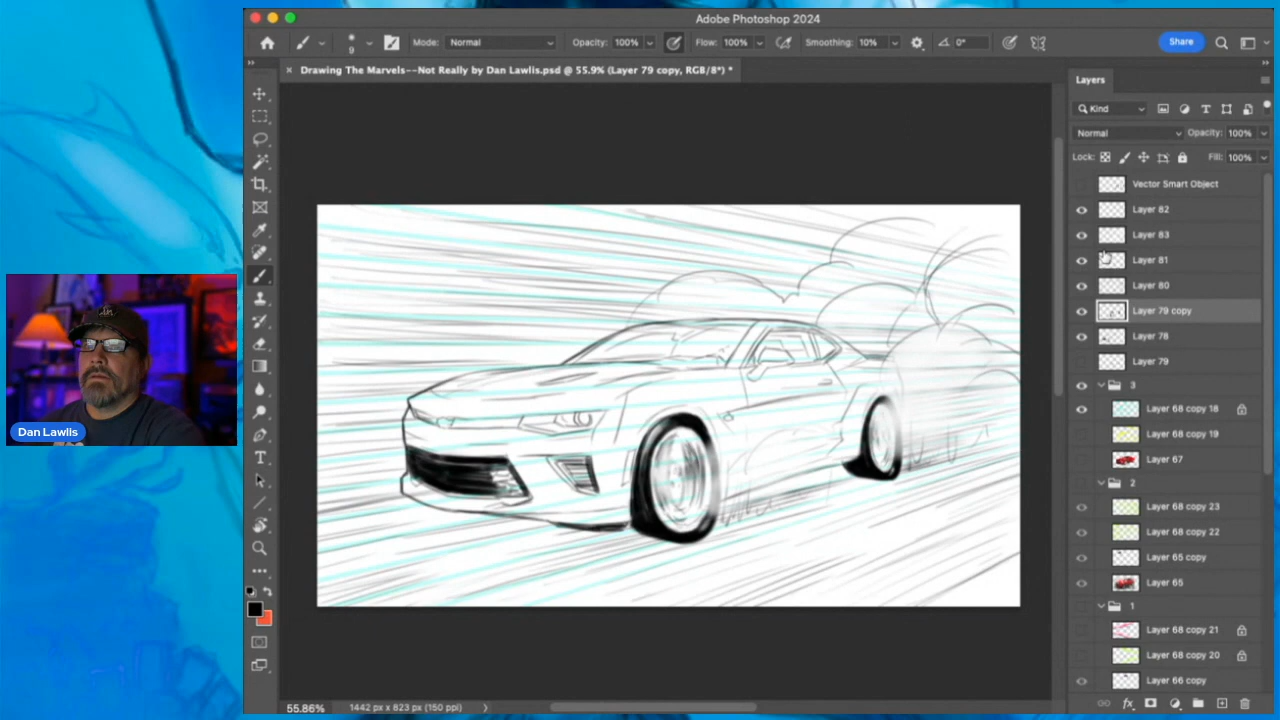 Adobe Photoshop 2024
9
Mode: Normal
Opacity: 100%
Flow: 100%
Smoothing: 10%
0°
Share
Drawing The Marvels--Not Really by Dan Lawlis.psd @ 55.9% (Layer 79 copy, RGB/8*) *
Layers
Kind
Normal
Opacity: 100%
Lock:
Fill: 100%
Vector Smart Object
Layer 82
Layer 83
Layer 81
Layer 80
Layer 79 copy
Layer 78
Layer 79
3
Layer 68 copy 18
Layer 68 copy 19
Layer 67
2
Layer 68 copy 23
Layer 68 copy 22
Layer 65 copy
Layer 65
1
Layer 68 copy 21
Layer 68 copy 20
Layer 66 copy
Dan Lawlis
55.86%
1442 px x 823 px (150 ppi)